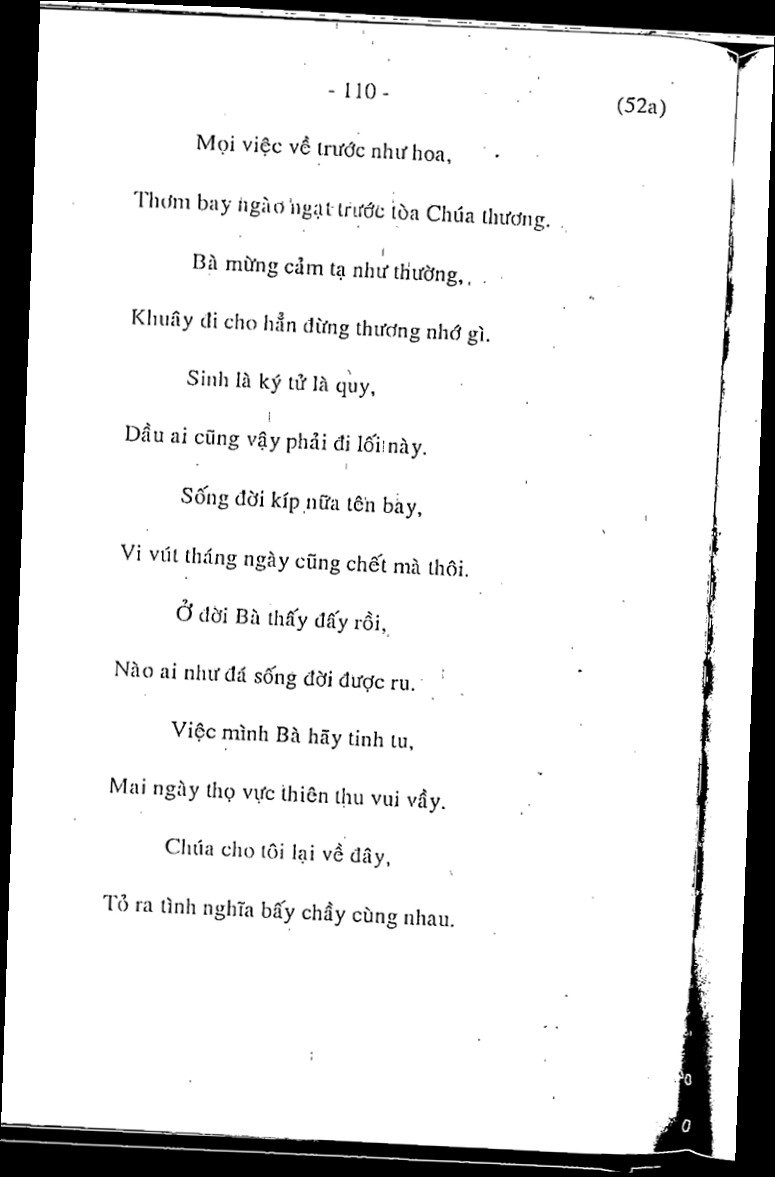 - 110 -
(52a)
Mọi việc về trước như hoa,
Thơm bay ngào ngạt trước tòa Chúa thương.
Bà mừng cảm tạ như thường,
Khuây đi cho hẳn đừng thương nhớ gì.
Sinh là ký tử là quy,
Dầu ai cũng vậy phải đi lối này.
Sống đời kíp nữa tên bay,
Vi vút tháng ngày cũng chết mà thôi.
Ở đời Bà thấy đấy rồi,
Nào ai như đá sống đời được ru.
Việc mình Bà hãy tinh tu,
Mai ngày thọ vực thiên thu vui vầy.
Chúa cho tôi lại về đây,
Tỏ ra tình nghĩa bấy chầy cùng nhau.